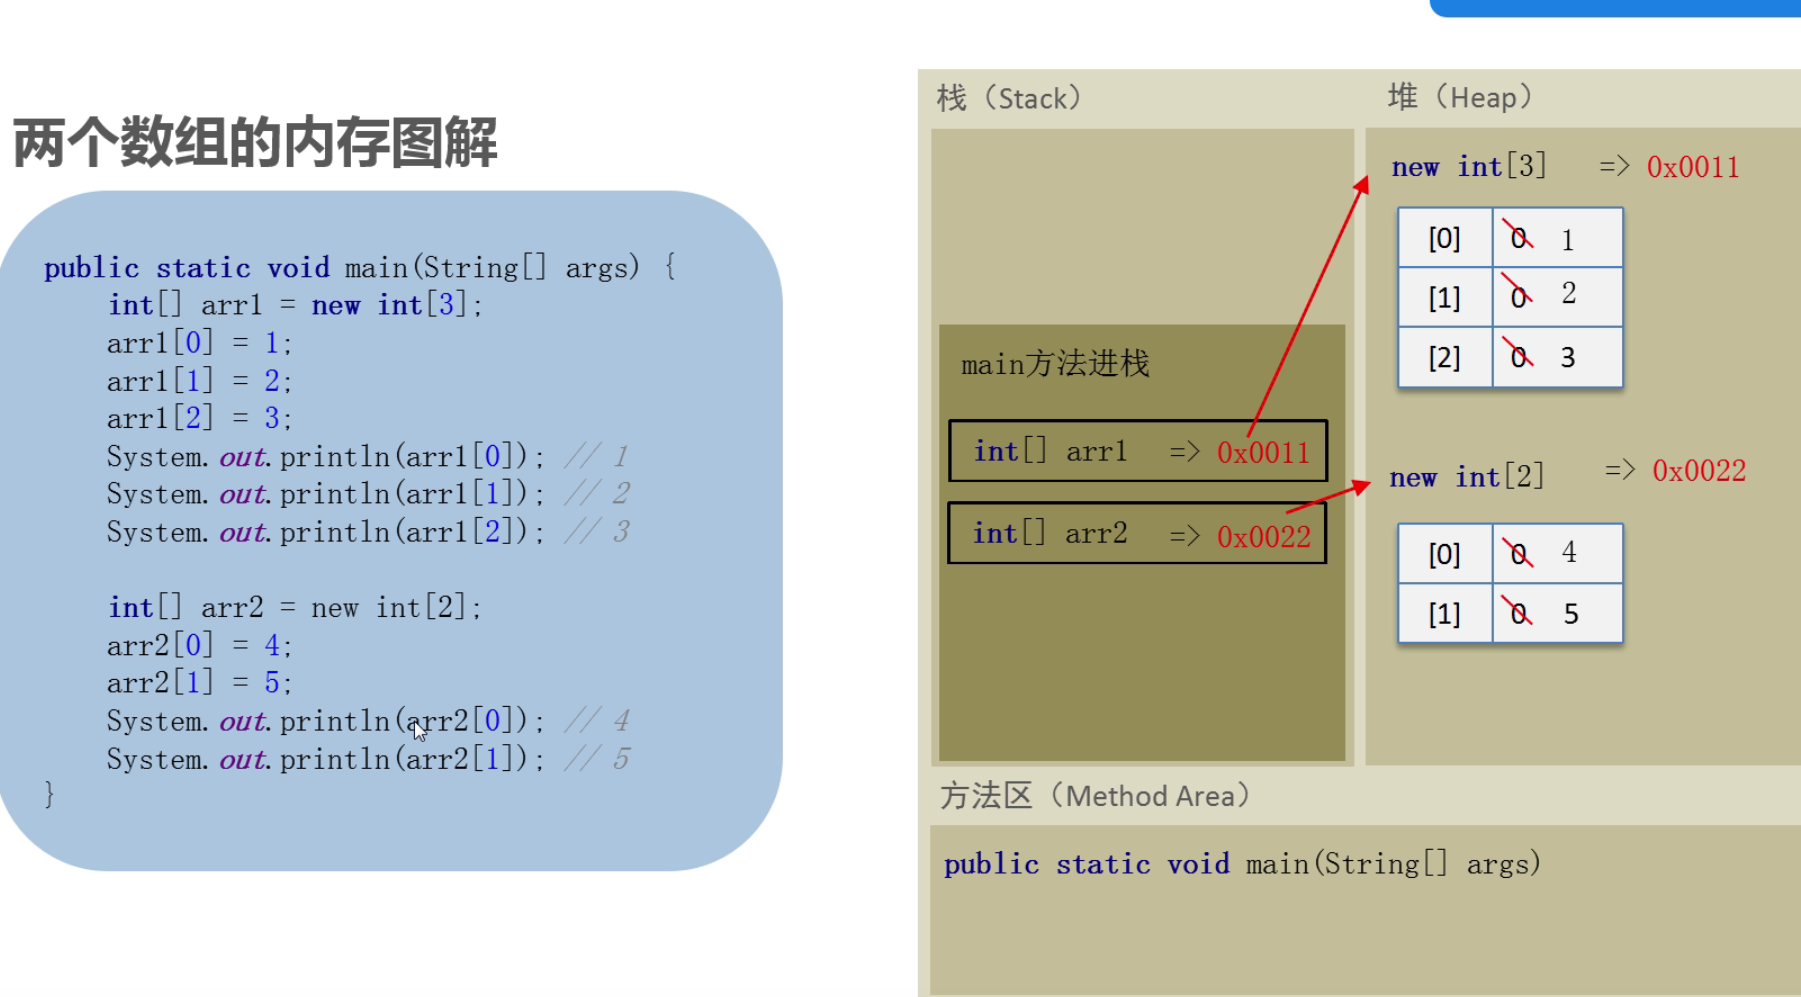 两个数组的内存图解
public static void main(String[] args) {
    int[] arr1 = new int[3];
    arr1[0] = 1;
    arr1[1] = 2;
    arr1[2] = 3;
    System.out.println(arr1[0]); // 1
    System.out.println(arr1[1]); // 2
    System.out.println(arr1[2]); // 3
    int[] arr2 = new int[2];
    arr2[0] = 4;
    arr2[1] = 5;
    System.out.println(arr2[0]); // 4
    System.out.println(arr2[1]); // 5
}
栈（Stack）
main方法进栈
int[] arr1 => 0x0011
int[] arr2 => 0x0022
堆（Heap）
new int[3] => 0x0011
[0] 0 1
[1] 0 2
[2] 0 3
new int[2] => 0x0022
[0] 0 4
[1] 0 5
方法区（Method Area）
public static void main(String[] args)